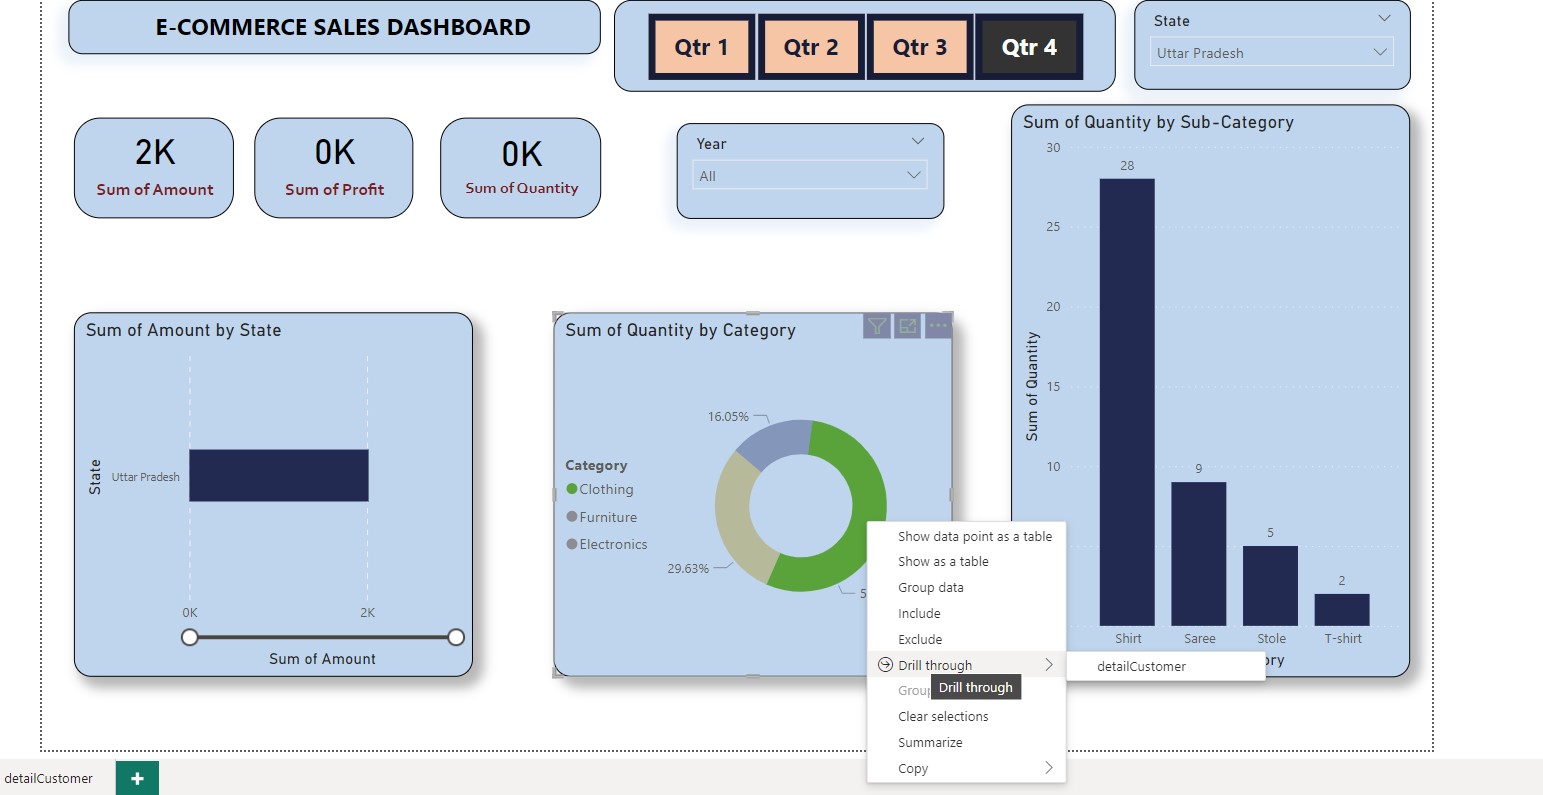 E-COMMERCE SALES DASHBOARD
Qtr 1
Qtr 2
Qtr 3
Qtr 4
State
Uttar Pradesh
2K
Sum of Amount
0K
Sum of Profit
0K
Sum of Quantity
Year
All
Sum of Quantity by Sub-Category
30
25
20
15
10
Sum of Quantity
28
9
5
2
Shirt
Saree
Stole
T-shirt
ory
Sum of Amount by State
State
Uttar Pradesh
0K
2K
Sum of Amount
Sum of Quantity by Category
16.05%
29.63%
5
Category
Clothing
Furniture
Electronics
Show data point as a table
Show as a table
Group data
Include
Exclude
Drill through
detailCustomer
Group
Drill through
Clear selections
Summarize
Copy
detailCustomer
+